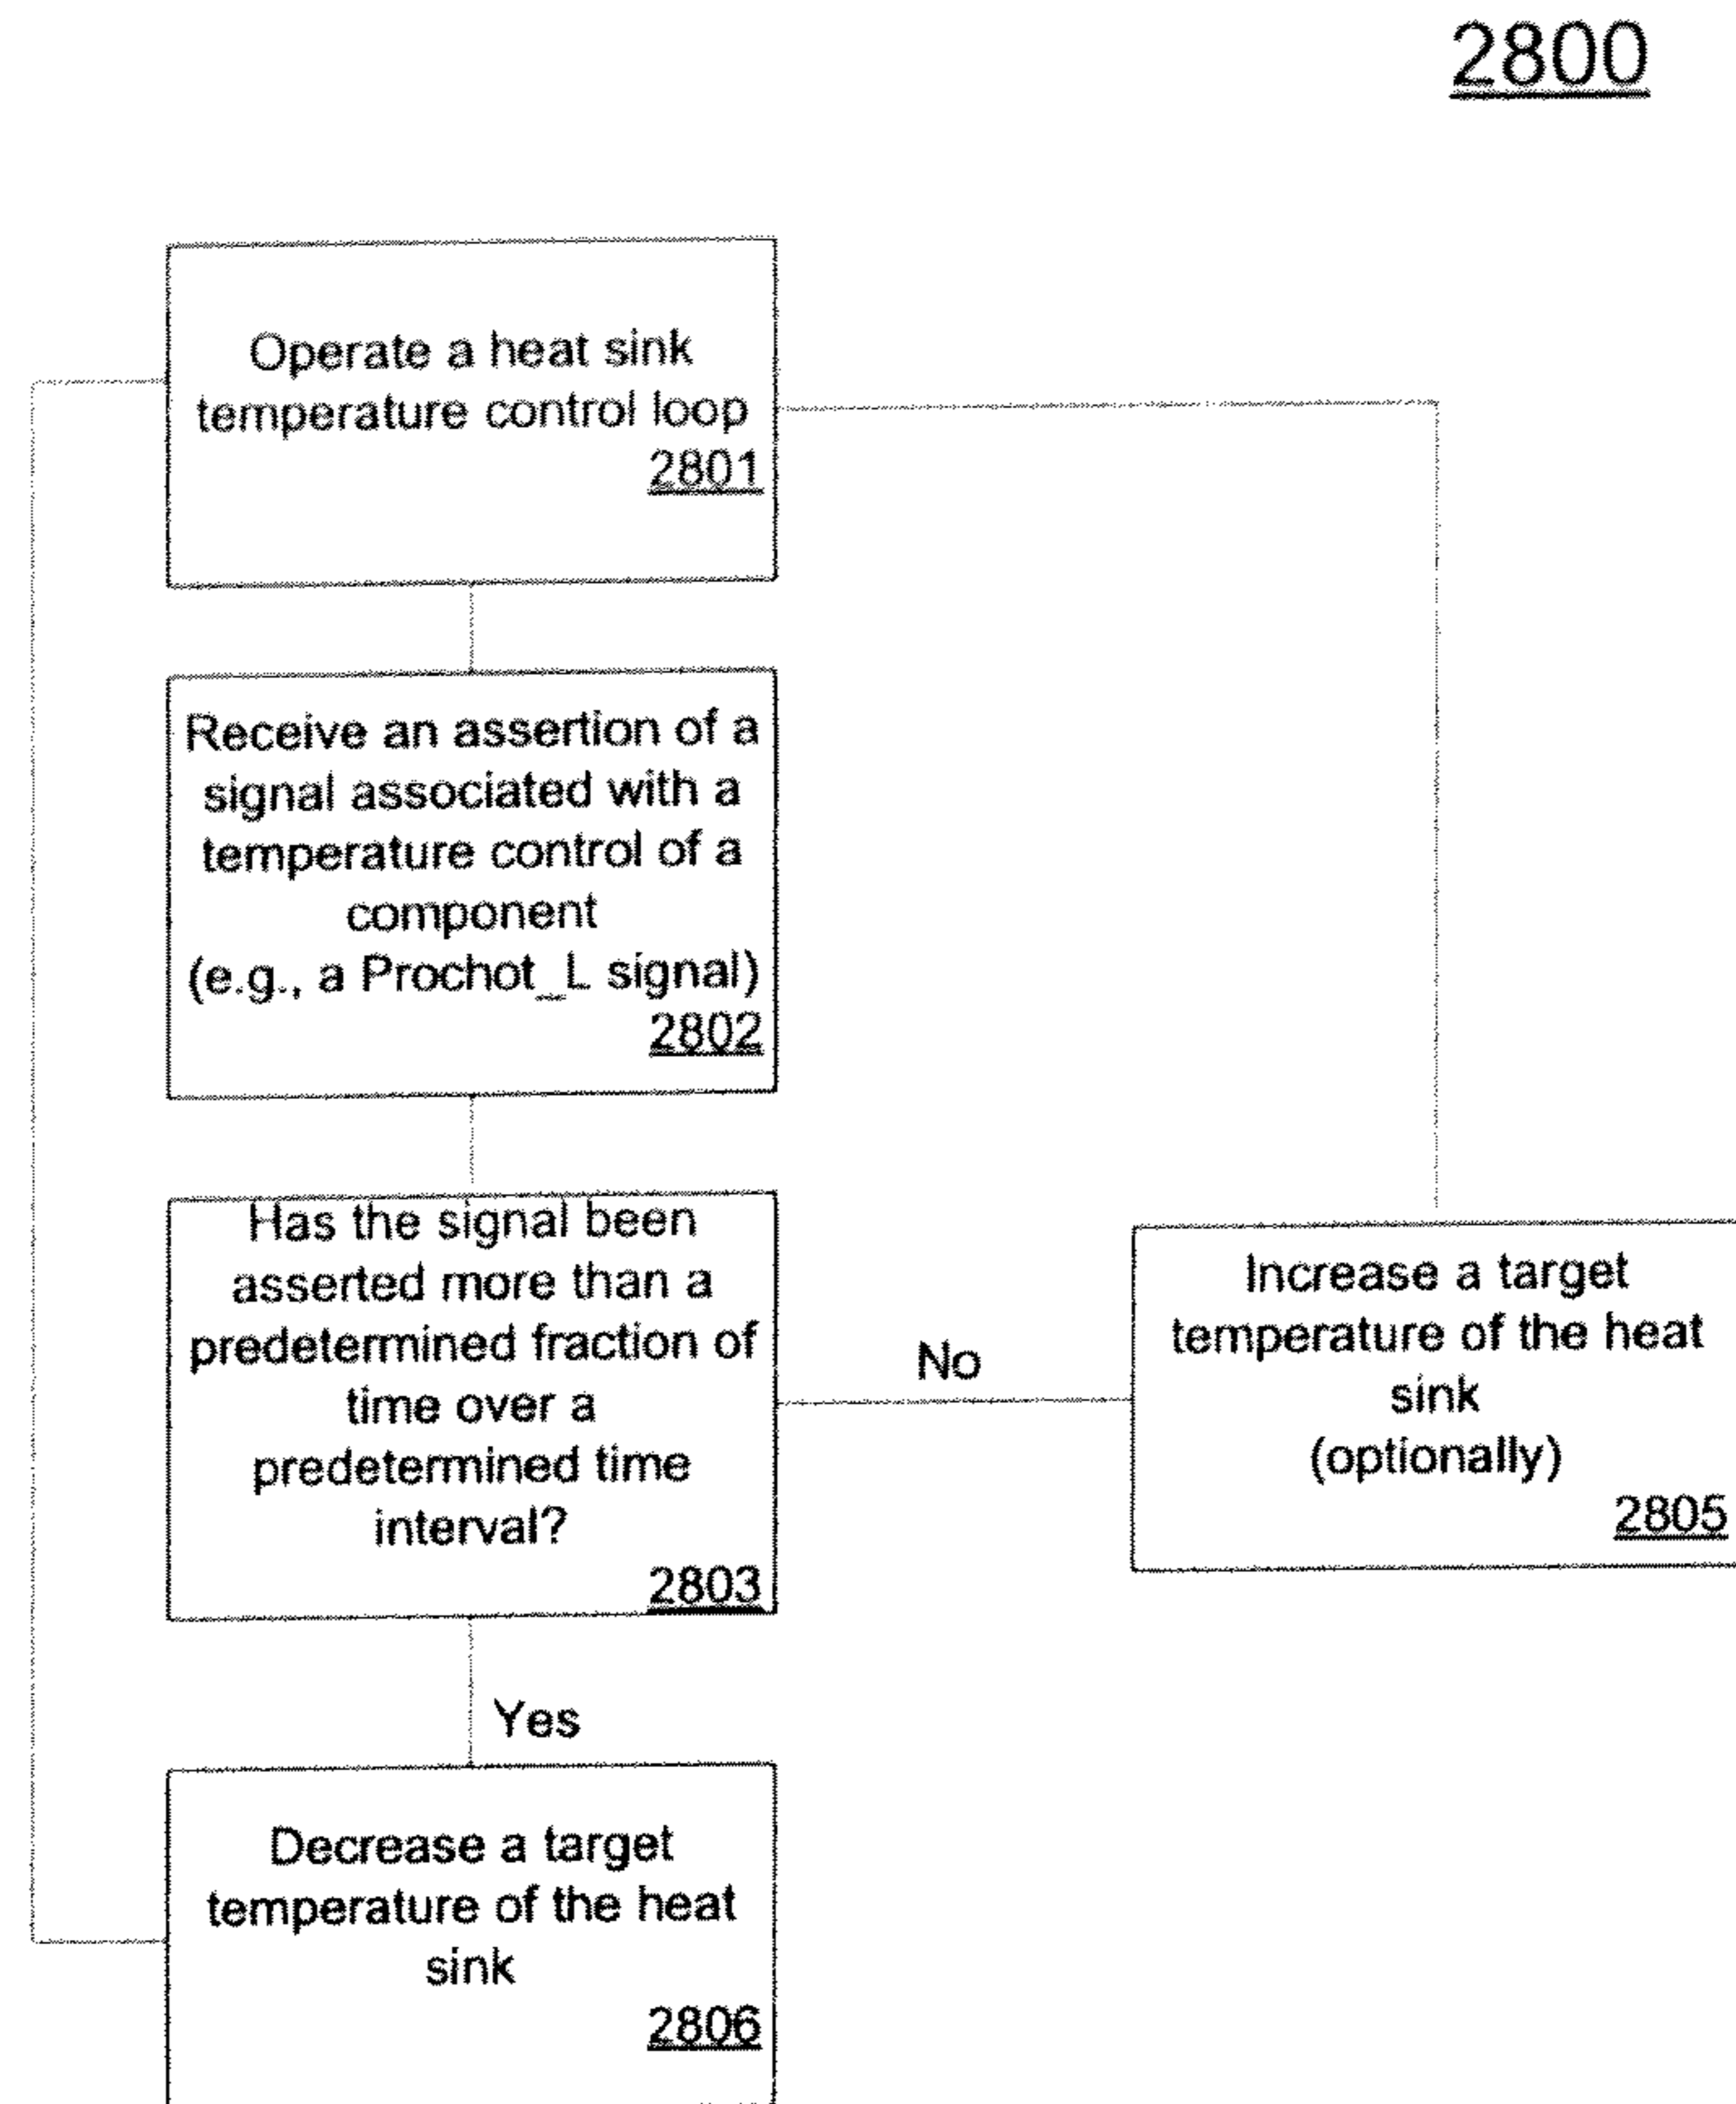 2800
Operate a heat sink
temperature control loop
2801
Receive an assertion of a
signal associated with a
temperature control of a
component
(e.g., a Prochot_L signal)
2802
Has the signal been
asserted more than a
predetermined fraction of
time over a
predetermined time
interval?
2803
No
Increase a target
temperature of the heat
sink
(optionally)
2805
Yes
Decrease a target
temperature of the heat
sink
2806